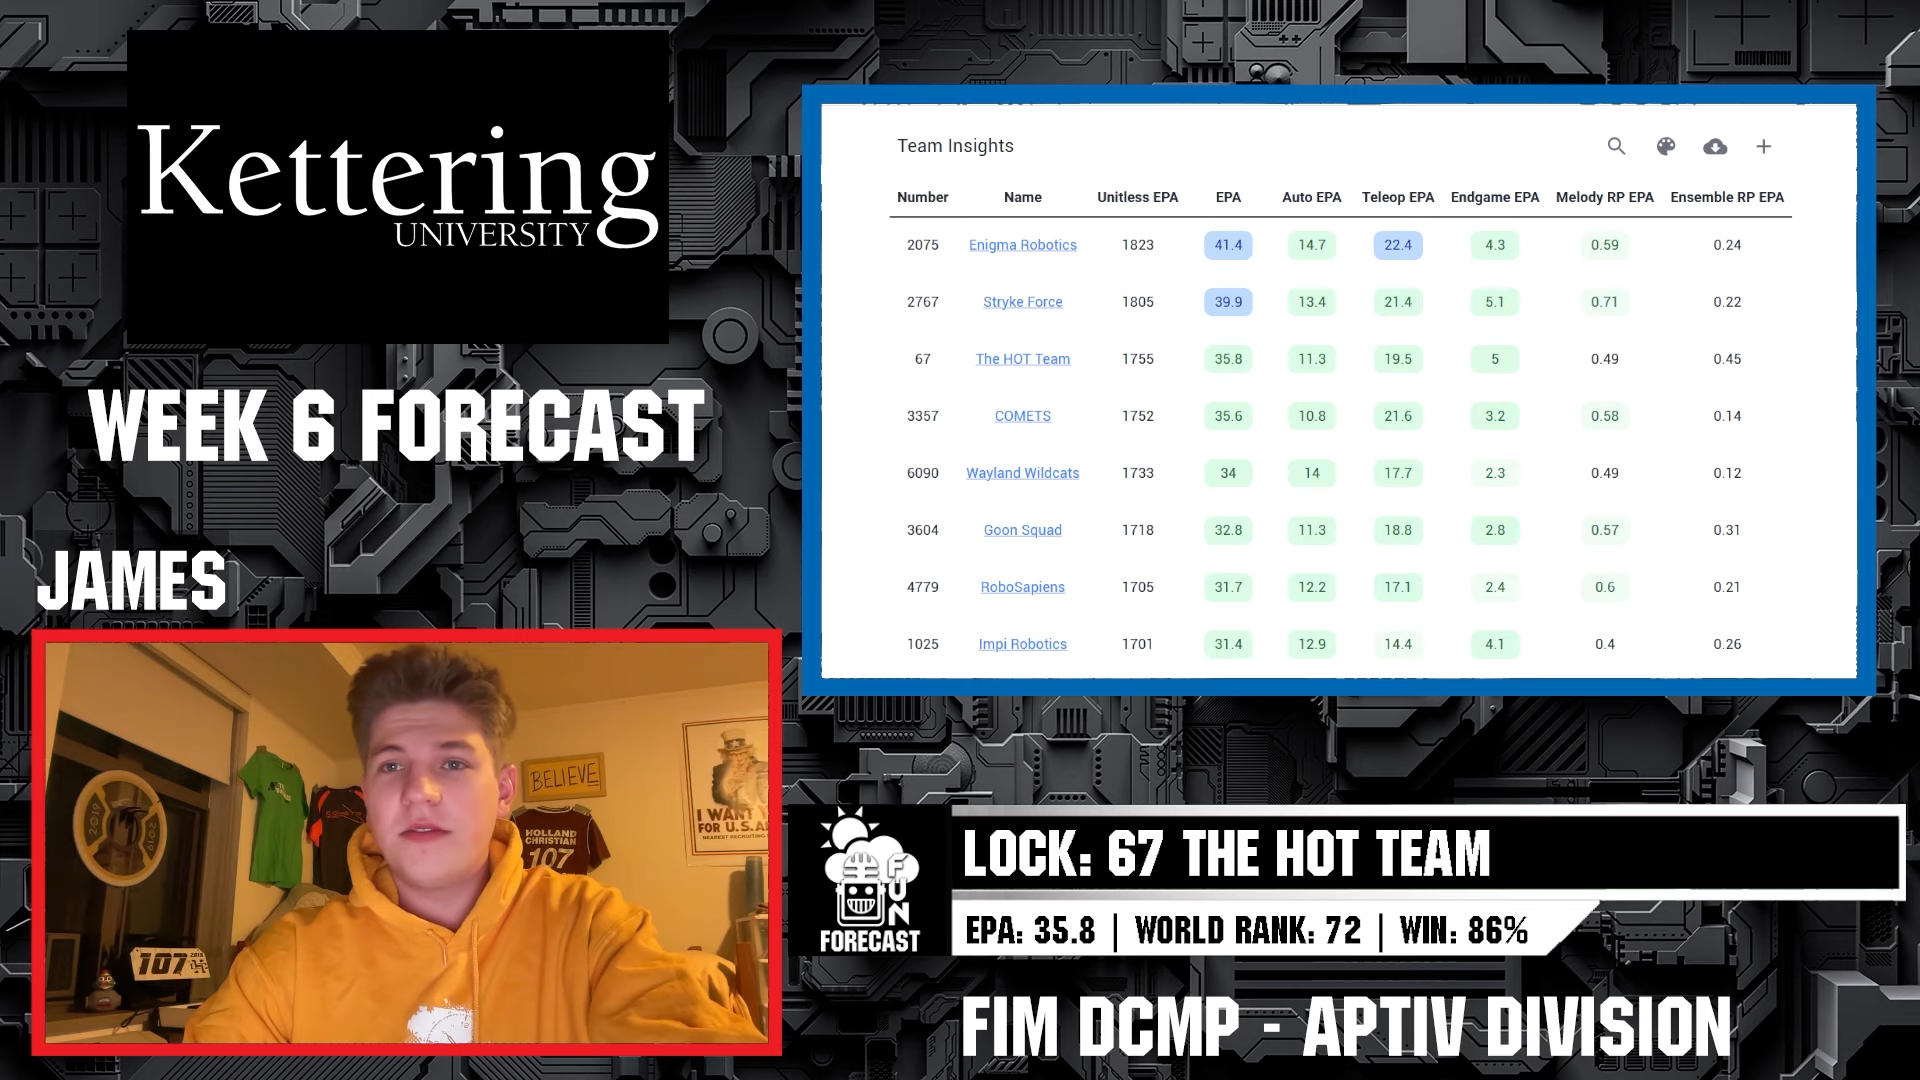 Kettering
UNIVERSITY
WEEK 6 FORECAST
JAMES
2019
BELIEVE
HOLLAND
CHRISTIAN
107
I WANT
FOR U.S.A
NEAREST RECRUITING
107
Team Insights
Number Name Unitless EPA EPA Auto EPA Teleop EPA Endgame EPA Melody RP EPA Ensemble RP EPA
2075 Enigma Robotics 1823 41.4 14.7 22.4 4.3 0.59 0.24
2767 Stryke Force 1805 39.9 13.4 21.4 5.1 0.71 0.22
67 The HOT Team 1755 35.8 11.3 19.5 5 0.49 0.45
3357 COMETS 1752 35.6 10.8 21.6 3.2 0.58 0.14
6090 Wayland Wildcats 1733 34 14 17.7 2.3 0.49 0.12
3604 Goon Squad 1718 32.8 11.3 18.8 2.8 0.57 0.31
4779 RoboSapiens 1705 31.7 12.2 17.1 2.4 0.6 0.21
1025 Impi Robotics 1701 31.4 12.9 14.4 4.1 0.4 0.26
FUN
FORECAST
LOCK: 67 THE HOT TEAM
EPA: 35.8 | WORLD RANK: 72 | WIN: 86%
FIM DCMP - APTIV DIVISION